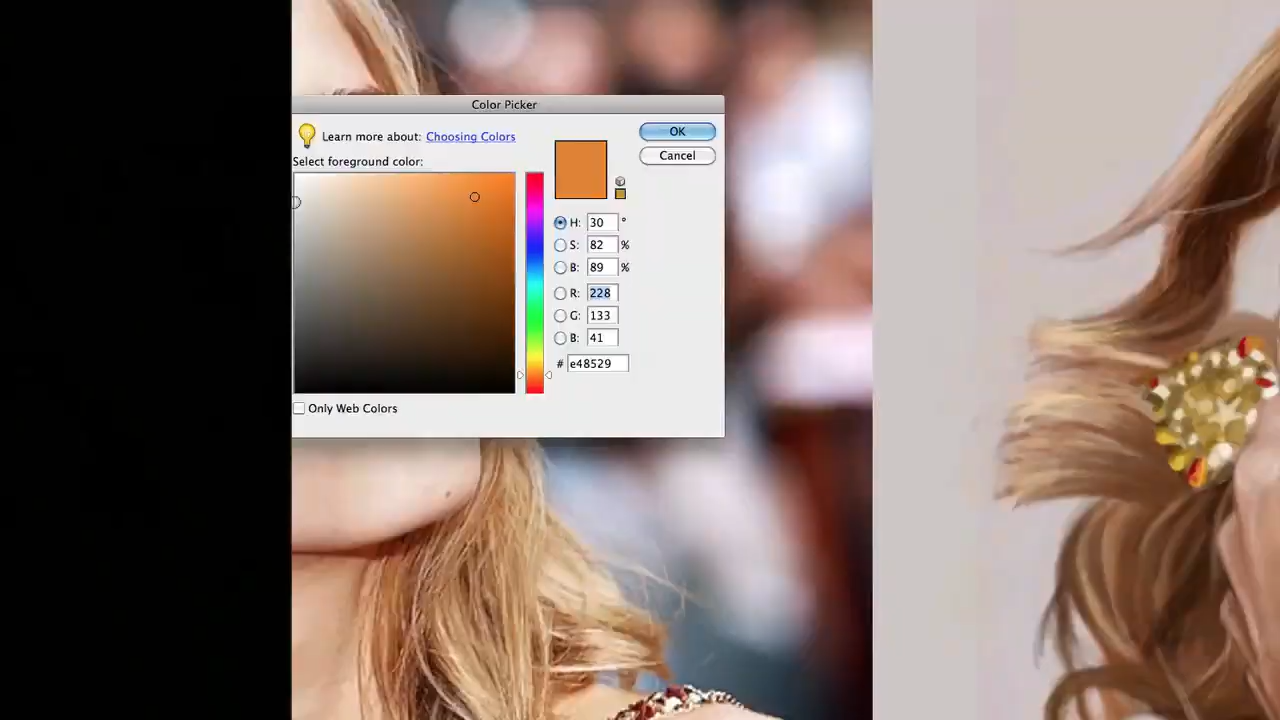 Color Picker
Learn more about: Choosing Colors
OK
Select foreground color:
Cancel
H: 30 °
S: 82 %
B: 89 %
R: 228
G: 133
B: 41
# e48529
Only Web Colors